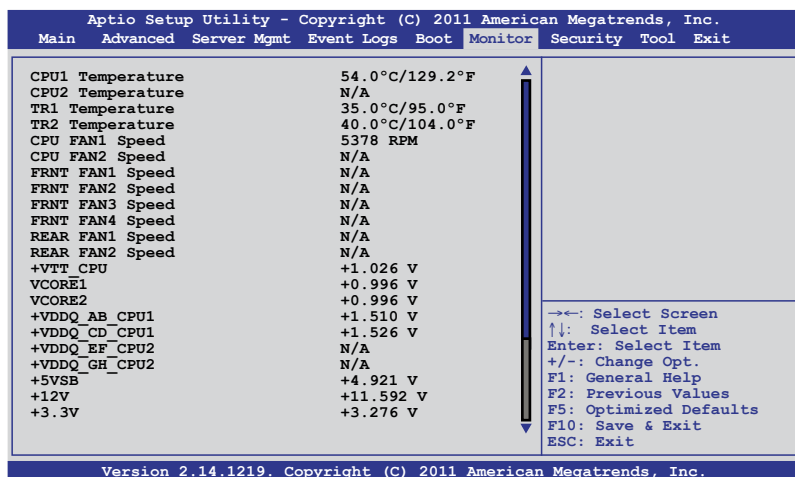 Aptio Setup Utility - Copyright (C) 2011 American Megatrends, Inc.
Main Advanced Server Mgmt Event Logs Boot Monitor Security Tool Exit
CPU1 Temperature 54.0°C/129.2°F
CPU2 Temperature N/A
TR1 Temperature 35.0°C/95.0°F
TR2 Temperature 40.0°C/104.0°F
CPU FAN1 Speed 5378 RPM
CPU FAN2 Speed N/A
FRNT FAN1 Speed N/A
FRNT FAN2 Speed N/A
FRNT FAN3 Speed N/A
FRNT FAN4 Speed N/A
REAR FAN1 Speed N/A
REAR FAN2 Speed N/A
+VTT_CPU +1.026 V
VCORE1 +0.996 V
VCORE2 +0.996 V
+VDDQ_AB_CPU1 +1.510 V
+VDDQ_CD_CPU1 +1.526 V
+VDDQ_EF_CPU2 N/A
+VDDQ_GH_CPU2 N/A
+5VSB +4.921 V
+12V +11.592 V
+3.3V +3.276 V
→←: Select Screen
↑↓: Select Item
Enter: Select Item
+/-: Change Opt.
F1: General Help
F2: Previous Values
F5: Optimized Defaults
F10: Save & Exit
ESC: Exit
Version 2.14.1219. Copyright (C) 2011 American Megatrends, Inc.